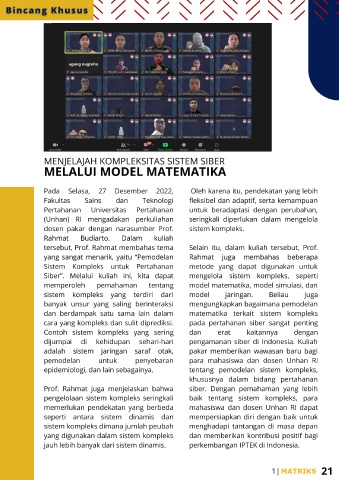 Bincang Khusus
agung nugroho
MENJELAJAH KOMPLEKSITAS SISTEM SIBER
MELALUI MODEL MATEMATIKA
Pada Selasa, 27 Desember 2022,
Fakultas Sains dan Teknologi
Pertahanan Universitas Pertahanan
(Unhan) RI mengadakan perkuliahan
dosen pakar dengan narasumber Prof.
Rahmat Budiarto. Dalam kuliah
tersebut, Prof. Rahmat membahas tema
yang sangat menarik, yaitu “Pemodelan
Sistem Kompleks untuk Pertahanan
Siber”. Melalui kuliah ini, kita dapat
memperoleh pemahaman tentang
sistem kompleks yang terdiri dari
banyak unsur yang saling berinteraksi
dan berdampak satu sama lain dalam
cara yang kompleks dan sulit diprediksi.
Contoh sistem kompleks yang sering
dijumpai di kehidupan sehari-hari
adalah sistem jaringan saraf otak,
pemodelan untuk penyebaran
epidemiologi, dan lain sebagainya.
Prof. Rahmat juga menjelaskan bahwa
pengelolaan sistem kompleks seringkali
memerlukan pendekatan yang berbeda
seperti antara sistem dinamis dan
sistem kompleks dimana jumlah peubah
yang digunakan dalam sistem kompleks
jauh lebih banyak dari sistem dinamis.
Oleh karena itu, pendekatan yang lebih
fleksibel dan adaptif, serta kemampuan
untuk beradaptasi dengan perubahan,
seringkali diperlukan dalam mengelola
sistem kompleks.
Selain itu, dalam kuliah tersebut, Prof.
Rahmat juga membahas beberapa
metode yang dapat digunakan untuk
mengelola sistem kompleks, seperti
model matematika, model simulasi, dan
model jaringan. Beliau juga
mengungkapkan bagaimana pemodelan
matematika terkait sistem kompleks
pada pertahanan siber sangat penting
dan erat kaitannya dengan
pengamanan siber di Indonesia. Kuliah
pakar memberikan wawasan baru bagi
para mahasiswa dan dosen Unhan RI
tentang pemodelan sistem kompleks,
khususnya dalam bidang pertahanan
siber. Dengan pemahaman yang lebih
baik tentang sistem kompleks, para
mahasiswa dan dosen Unhan RI dapat
mempersiapkan diri dengan baik untuk
menghadapi tantangan di masa depan
dan memberikan kontribusi positif bagi
perkembangan IPTEK di Indonesia.
1| MATRIKS 21